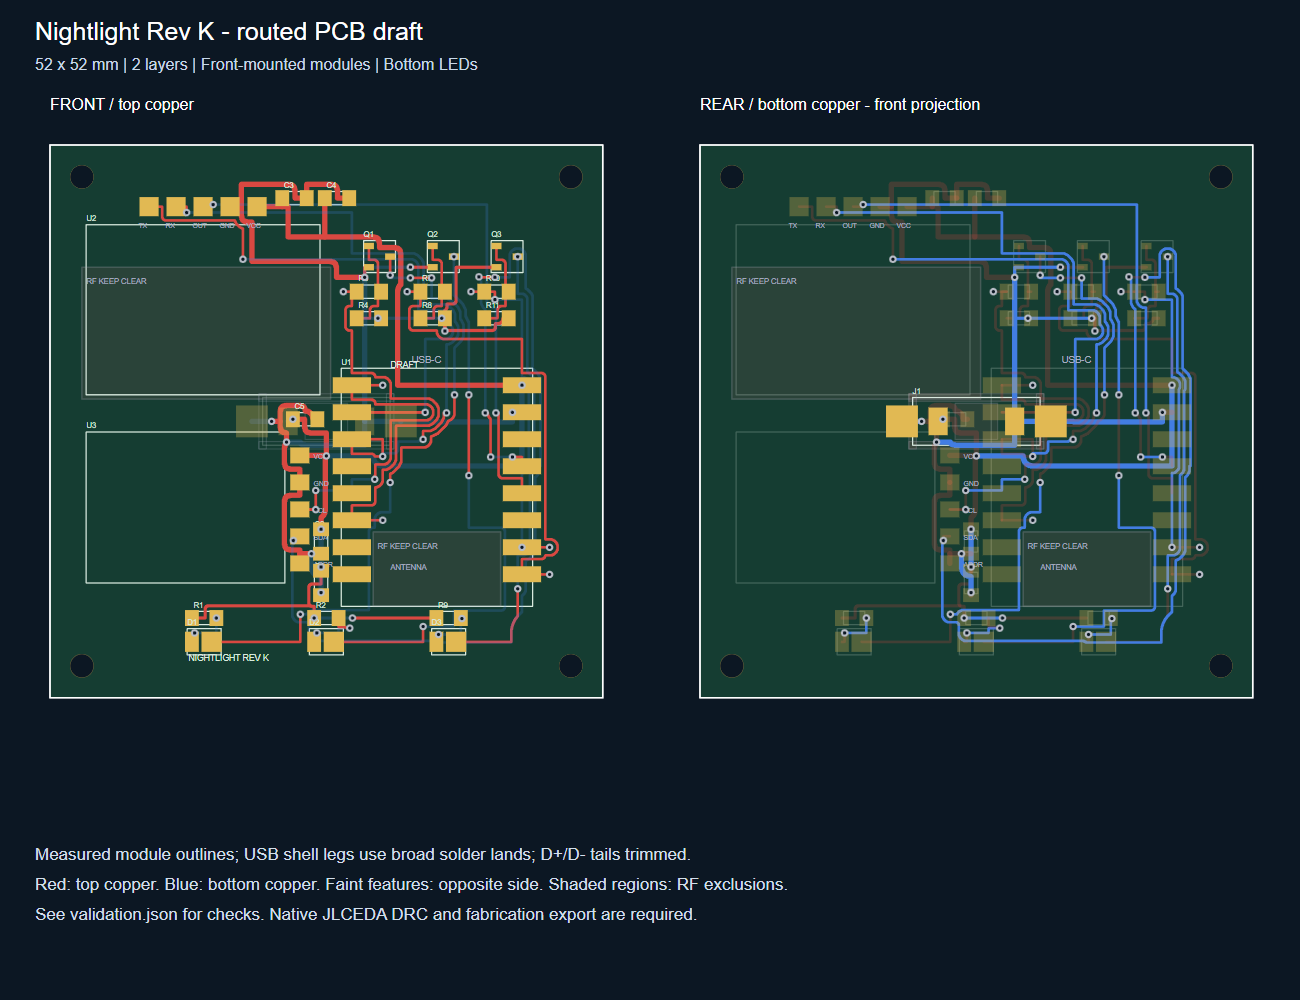 Nightlight Rev K - routed PCB draft
52 x 52 mm | 2 layers | Front-mounted modules | Bottom LEDs
FRONT / top copper
REAR / bottom copper - front projection
C3
C4
TX
RX
OUT
GND
VCC
U2
Q1
Q2
Q3
RF KEEP CLEAR
R4
R8
USB-C
U1
DRAFT
C5
U3
GND
RF KEEP CLEAR
ANTENNA
R1
R2
R9
D1
D3
NIGHTLIGHT REV K
TX
RX
OUT
GND
VCC
RF KEEP CLEAR
USB-C
J1
VCC
GND
SDA
RF KEEP CLEAR
ANTENNA
Measured module outlines; USB shell legs use broad solder lands; D+/D- tails trimmed.
Red: top copper. Blue: bottom copper. Faint features: opposite side. Shaded regions: RF exclusions.
See validation.json for checks. Native JLCEDA DRC and fabrication export are required.